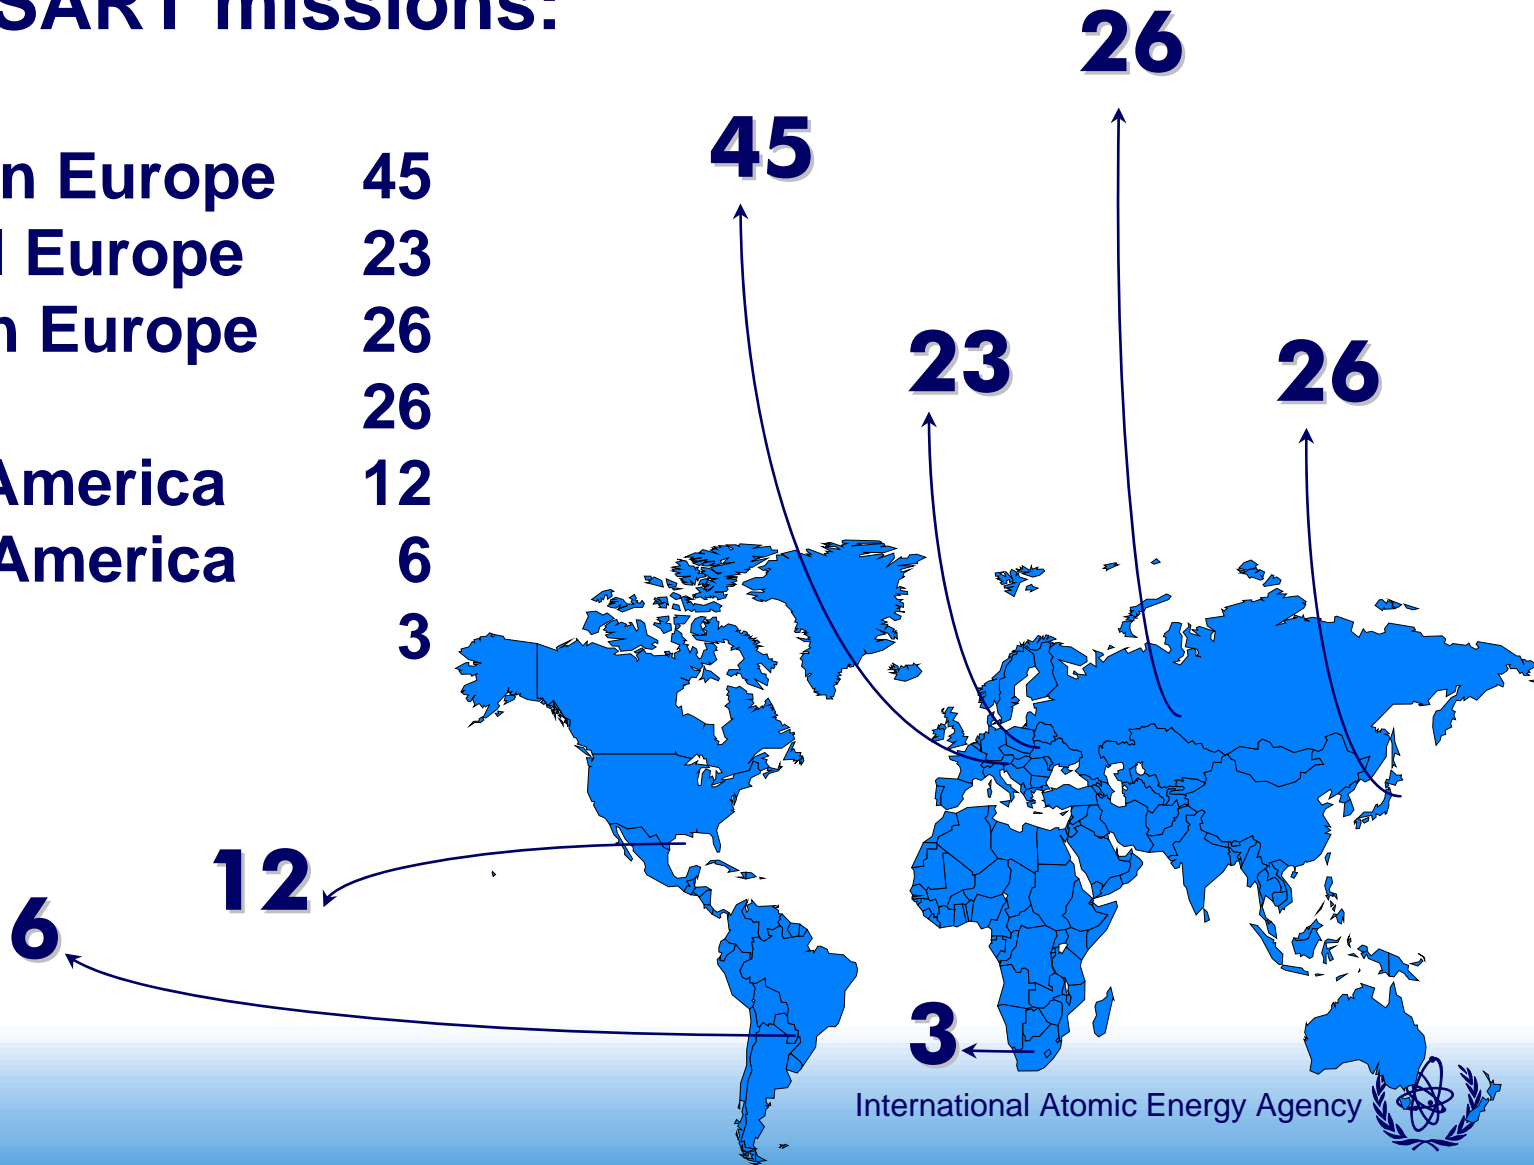 SART missions:
n Europe 45
l Europe 23
n Europe 26
26
America 12
America 6
3
26
45
23
26
12
6
3
International Atomic Energy Agency